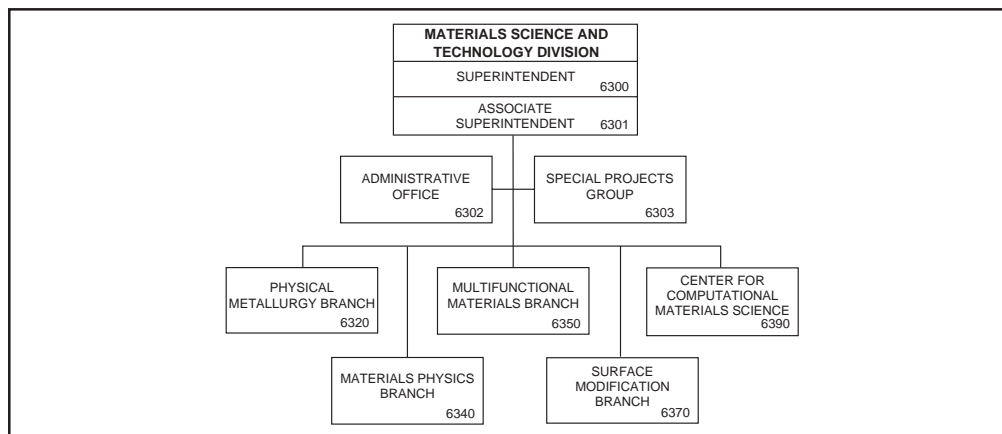 MATERIALS SCIENCE AND
TECHNOLOGY DIVISION
SUPERINTENDENT
6300
ASSOCIATE
SUPERINTENDENT
6301
ADMINISTRATIVE
OFFICE
6302
SPECIAL PROJECTS
GROUP
6303
PHYSICAL
METALLURGY BRANCH
6320
MULTIFUNCTIONAL
MATERIALS BRANCH
6350
CENTER FOR
COMPUTATIONAL
MATERIALS SCIENCE
6390
MATERIALS PHYSICS
BRANCH
6340
SURFACE
MODIFICATION
BRANCH
6370